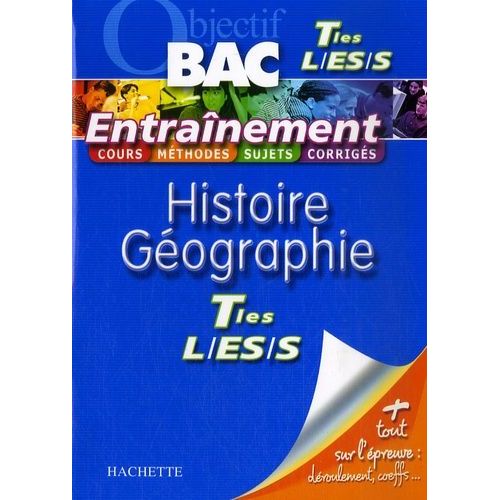 Objectif
BAC
Tles
L/ES/S
Entraînement
COURS MÉTHODES SUJETS CORRIGÉS
Histoire
Géographie
Tles
L/ES/S
+
tout
sur l'épreuve :
déroulement, coeffs...
HACHETTE